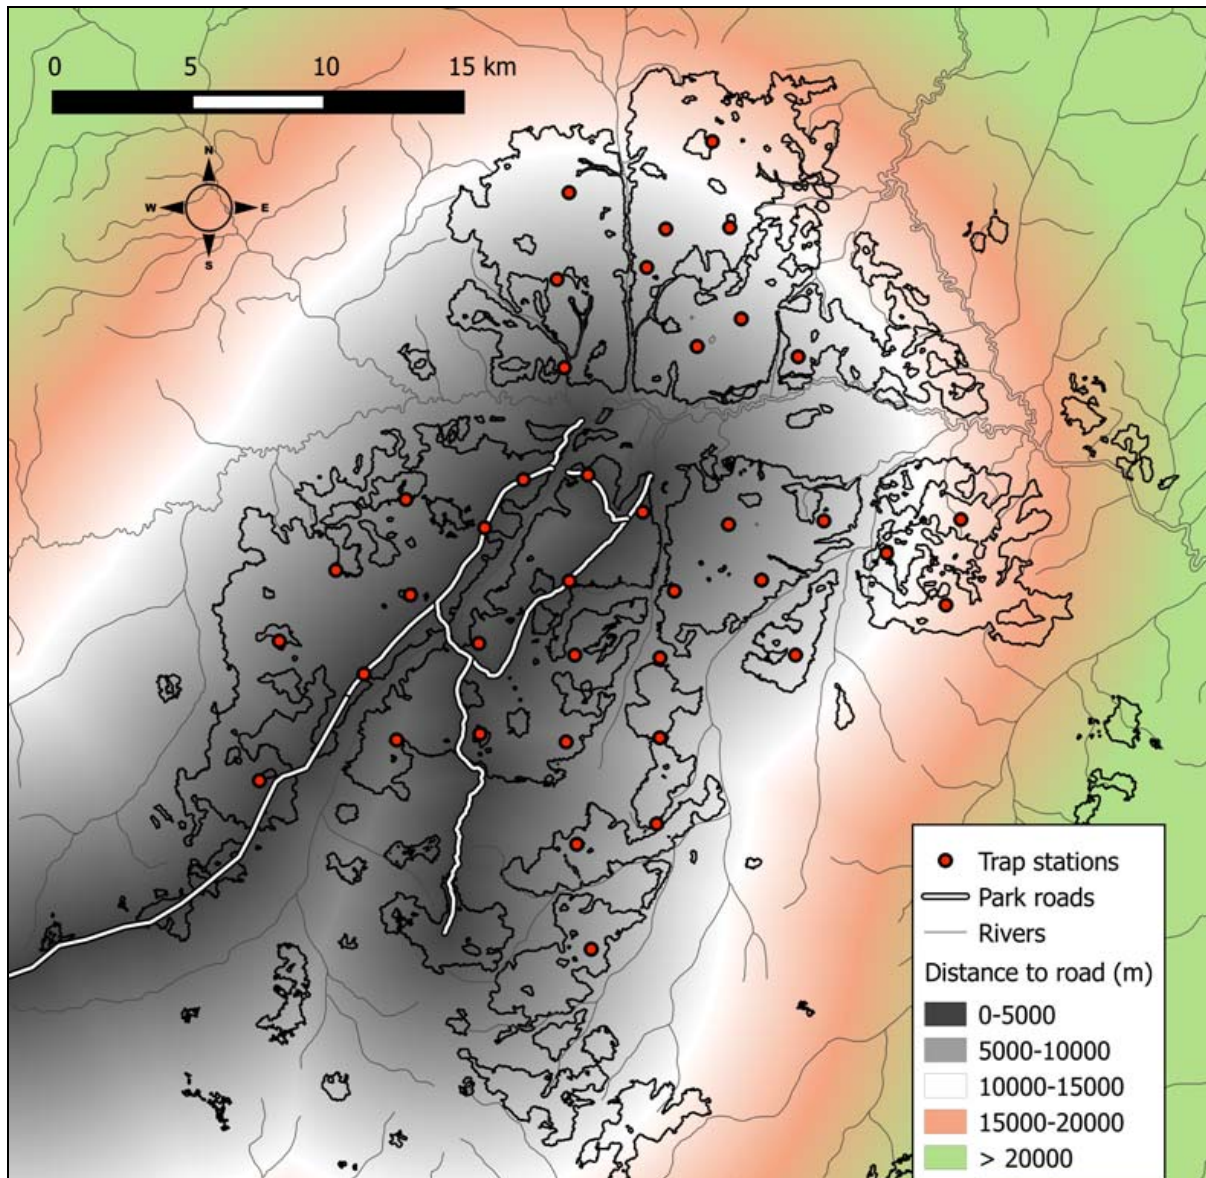 0 5 10 15 km
N
W E
S
Trap stations
Park roads
Rivers
Distance to road (m)
0-5000
5000-10000
10000-15000
15000-20000
> 20000